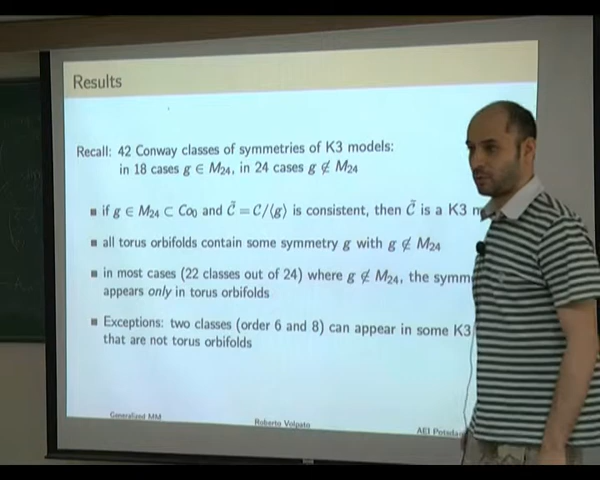 Results
Recall: 42 Conway classes of symmetries of K3 models:
in 18 cases g ∈ M₂₄, in 24 cases g ∉ M₂₄
■ if g ∈ M₂₄ ⊂ Co₀ and C̃ = C/⟨g⟩ is consistent, then C̃ is a K3
■ all torus orbifolds contain some symmetry g with g ∉ M₂₄
■ in most cases (22 classes out of 24) where g ∉ M₂₄, the symm
appears only in torus orbifolds
■ Exceptions: two classes (order 6 and 8) can appear in some K3
that are not torus orbifolds
Generalized MM Roberto Volpato AEI